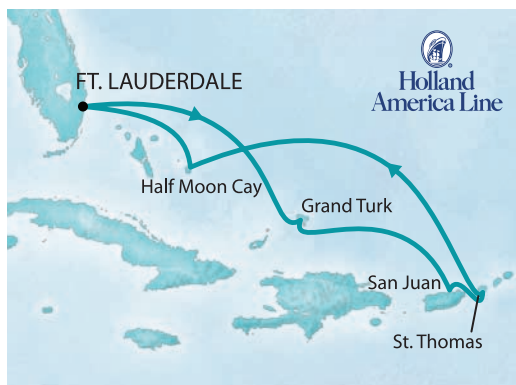 FT. LAUDERDALE
Holland
America Line
Half Moon Cay
Grand Turk
San Juan
St. Thomas